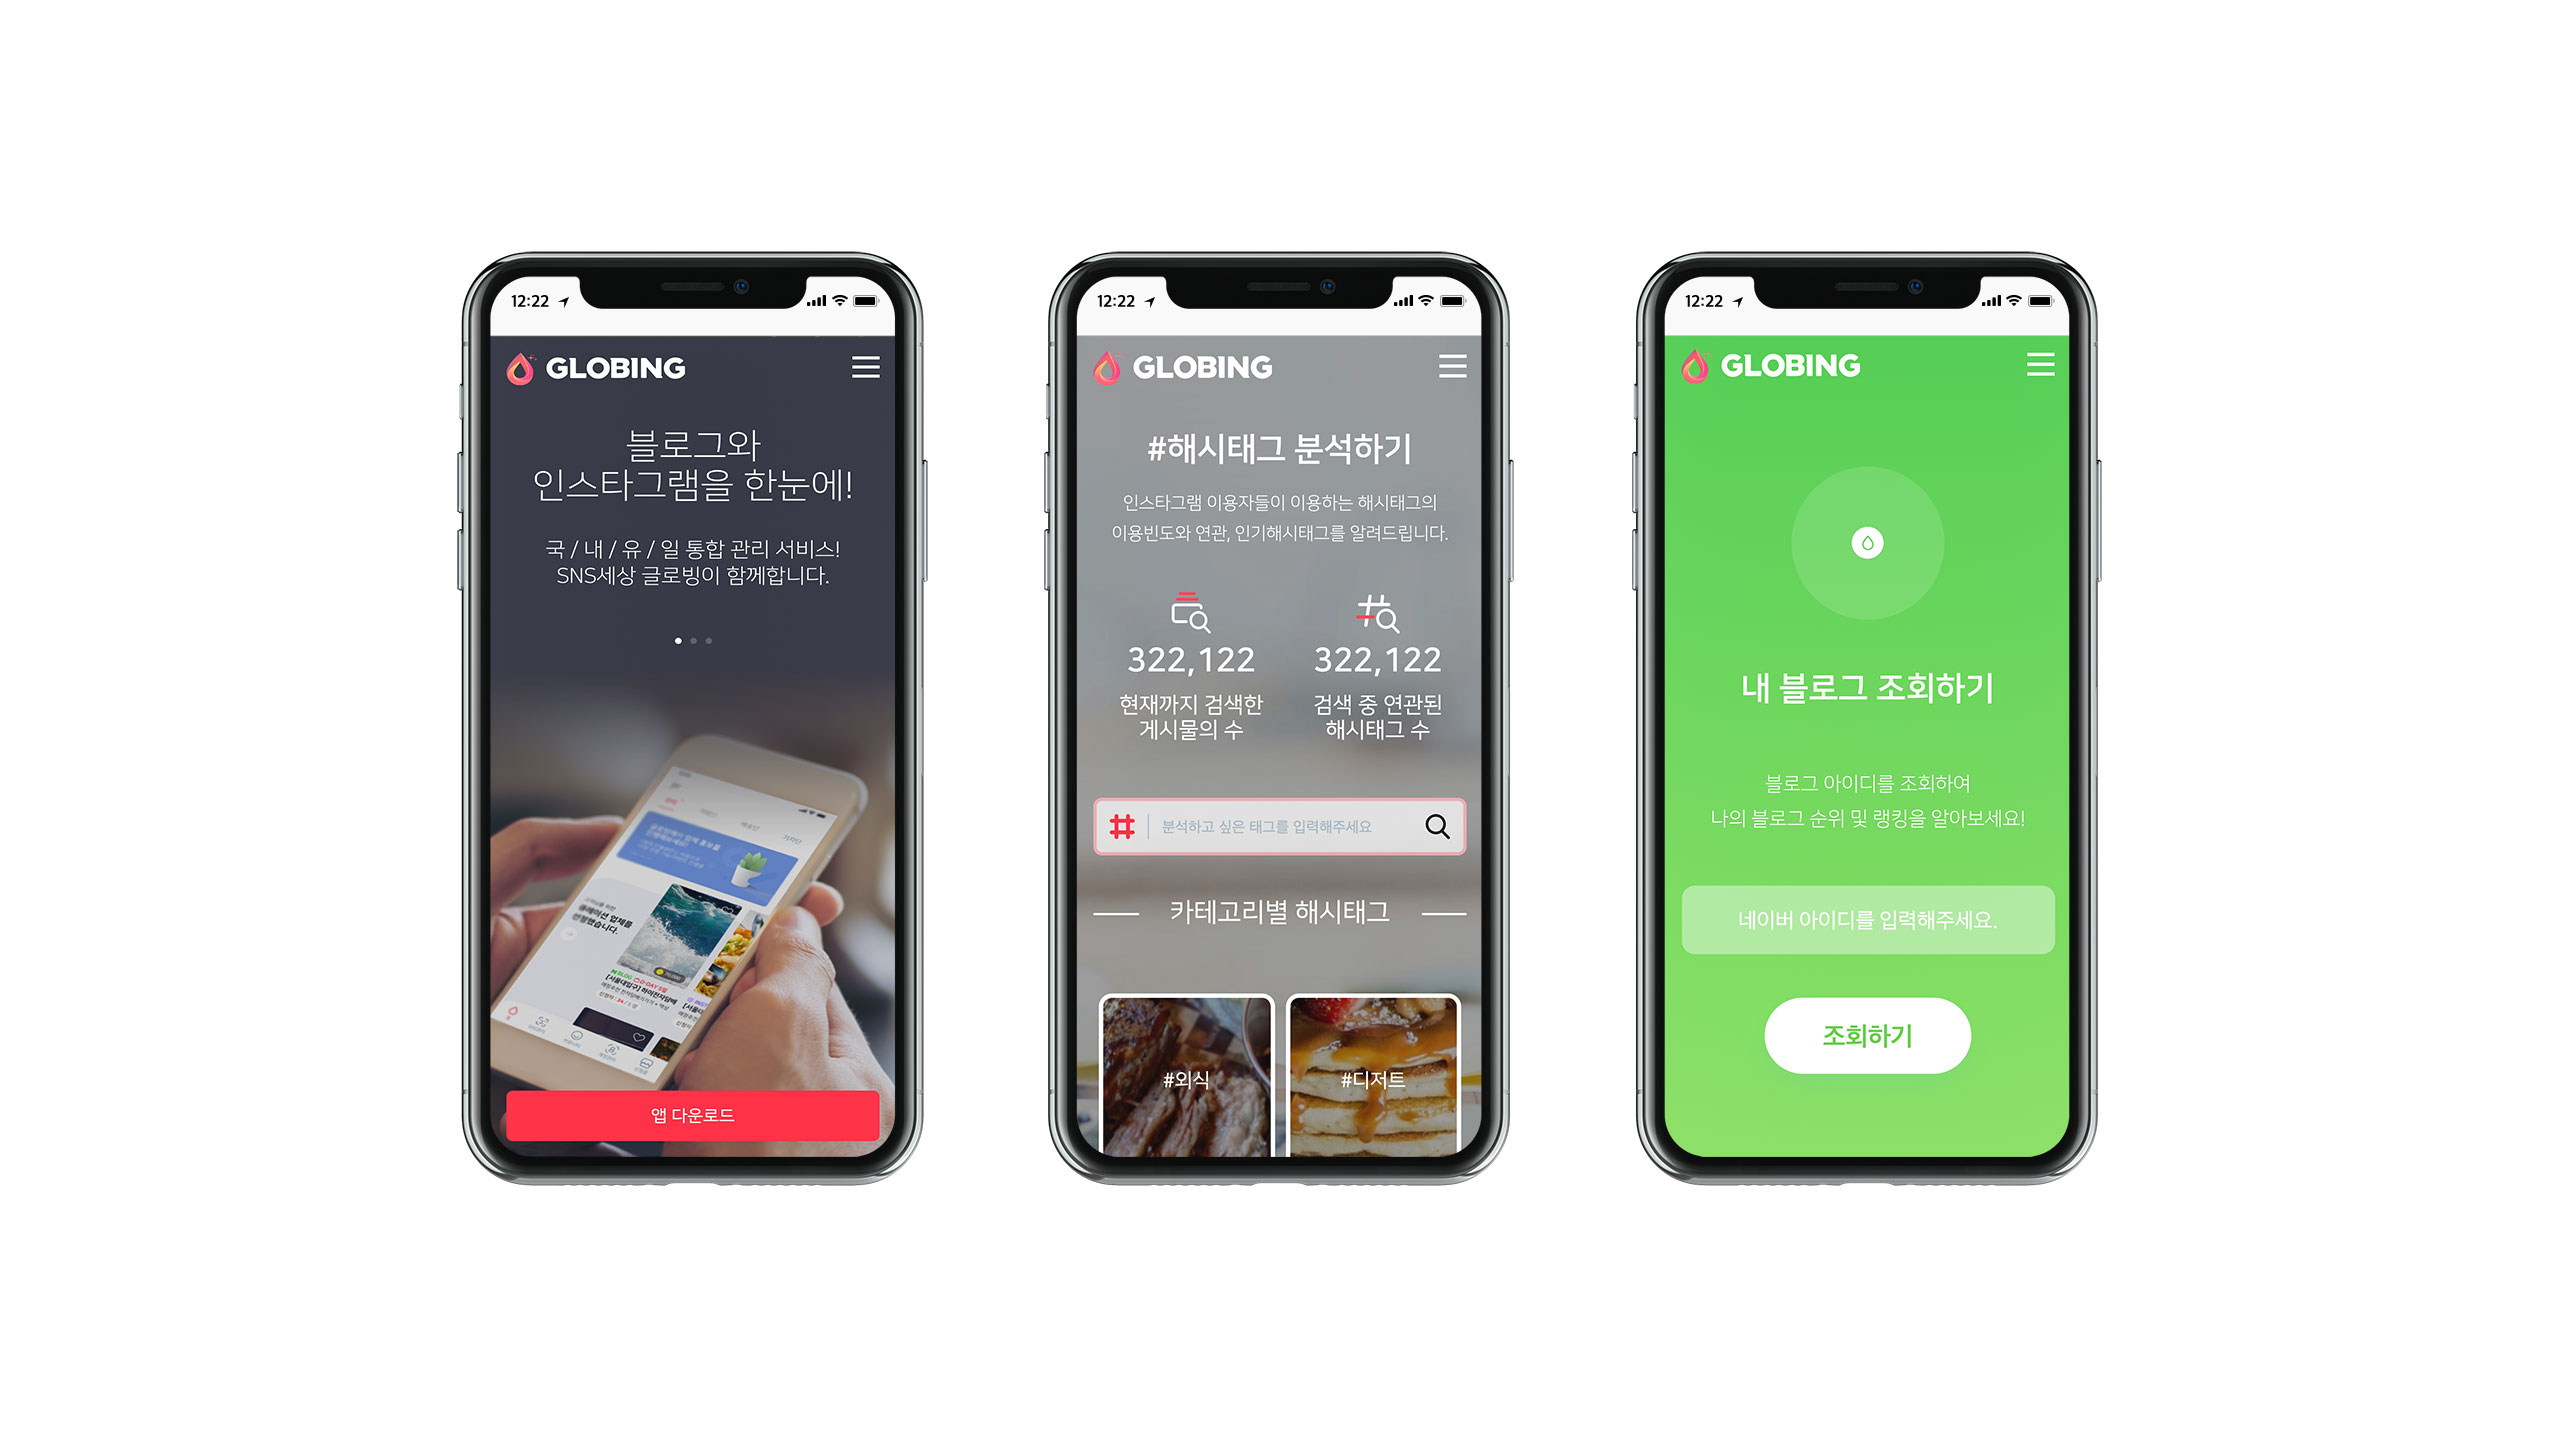 12:22
GLOBING
블로그와
인스타그램을 한눈에!
국 / 내 / 유 / 일 통합 관리 서비스!
SNS세상 글로빙이 함께합니다.
선정했습니다.
BLOG D-DAY 5일
앱 다운로드
12:22
GLOBING
#해시태그 분석하기
인스타그램 이용자들이 이용하는 해시태그의
이용빈도와 연관, 인기해시태그를 알려드립니다.
322,122
현재까지 검색한
게시물의 수
322,122
검색 중 연관된
해시태그 수
# 분석하고 싶은 태그를 입력해주세요
카테고리별 해시태그
#외식
#디저트
12:22
GLOBING
내 블로그 조회하기
블로그 아이디를 조회하여
나의 블로그 순위 및 랭킹을 알아보세요!
네이버 아이디를 입력해주세요.
조회하기